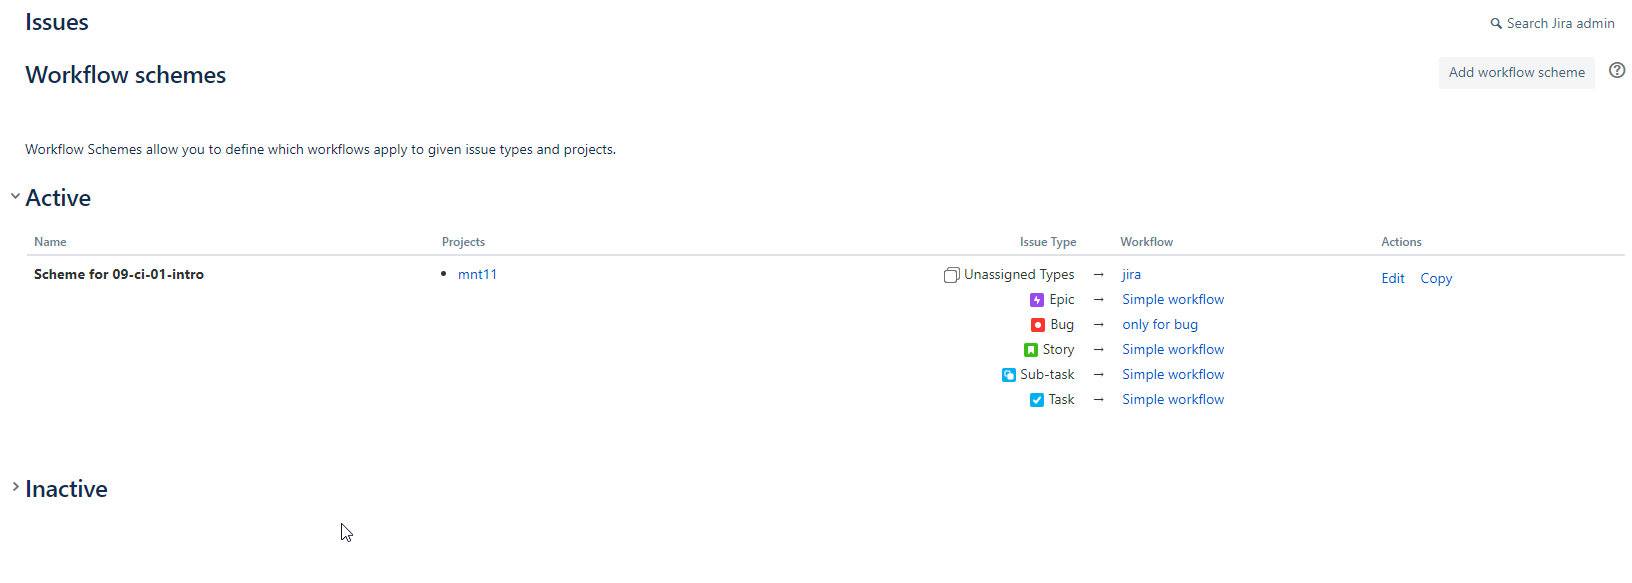 Issues
Search Jira admin
Workflow schemes
Add workflow scheme
Workflow Schemes allow you to define which workflows apply to given issue types and projects.
Active
Name Projects Issue Type Workflow Actions
Scheme for 09-ci-01-intro • mnt11 Unassigned Types → jira Edit Copy
Epic → Simple workflow
Bug → only for bug
Story → Simple workflow
Sub-task → Simple workflow
Task → Simple workflow
Inactive